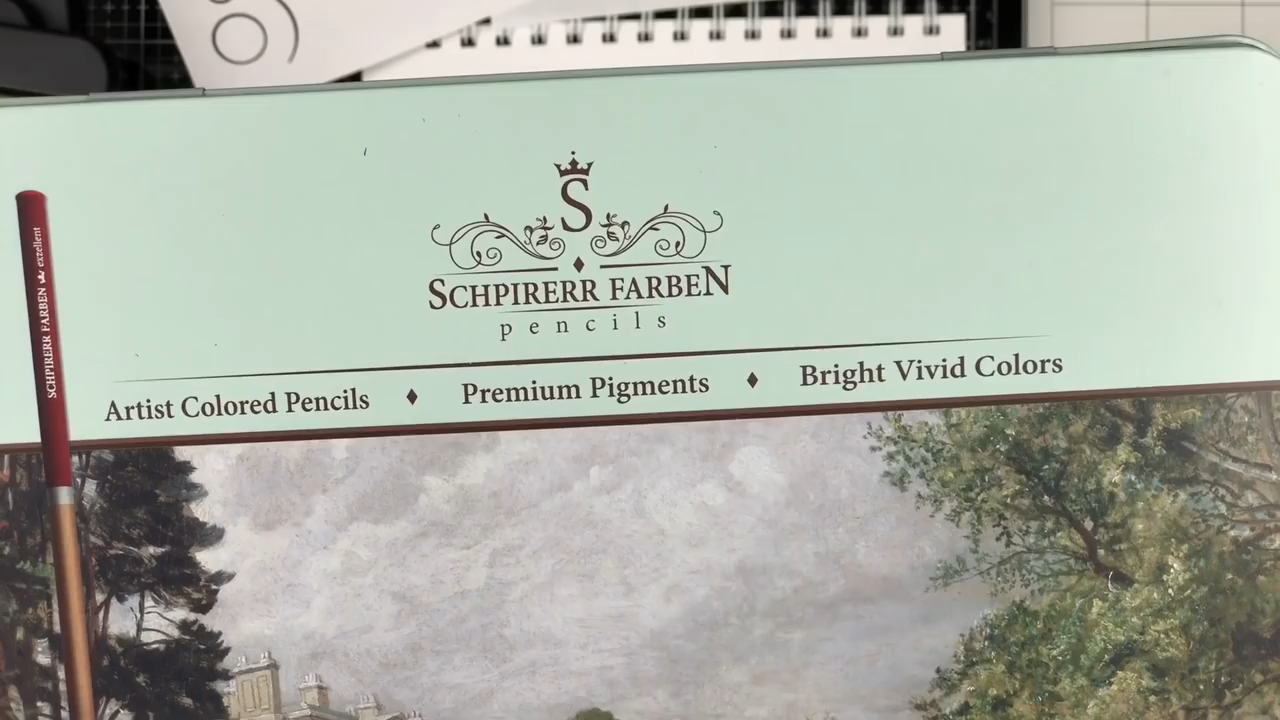 S
SCHPIRERR FARBEN
pencils
Artist Colored Pencils ♦ Premium Pigments ♦ Bright Vivid Colors
SCHPIRERR FARBEN exzellent